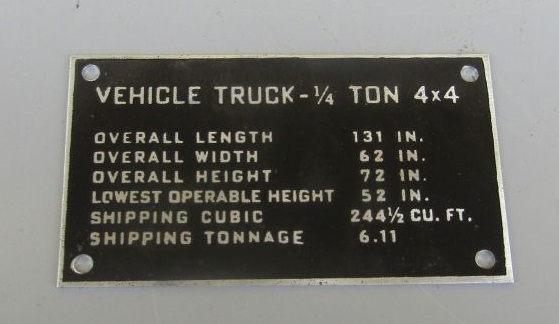 VEHICLE TRUCK-¼ TON 4x4
OVERALL LENGTH 131 IN.
OVERALL WIDTH 62 IN.
OVERALL HEIGHT 72 IN.
LOWEST OPERABLE HEIGHT 52 IN.
SHIPPING CUBIC 244½ CU. FT.
SHIPPING TONNAGE 6.11